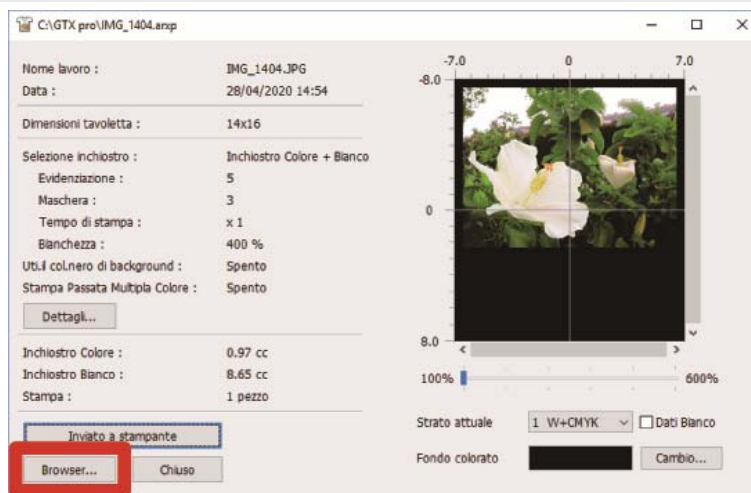 C:\GTX pro\IMG_1404.arxp
Nome lavoro : IMG_1404.JPG
Data : 28/04/2020 14:54
Dimensioni tavoletta : 14x16
Selezione inchiostro : Inchiostro Colore + Bianco
Evidenziazione : 5
Maschera : 3
Tempo di stampa : x 1
Bianchezza : 400 %
Uti.il col.nero di background : Spento
Stampa Passata Multipla Colore : Spento
Dettagli...
Inchiostro Colore : 0.97 cc
Inchiostro Bianco : 8.65 cc
Stampa : 1 pezzo
Inviato a stampante
Browser... Chiuso
-7.0 0 7.0
-8.0
0
8.0
100% 600%
Strato attuale 1 W+CMYK Dati Bianco
Fondo colorato Cambio...